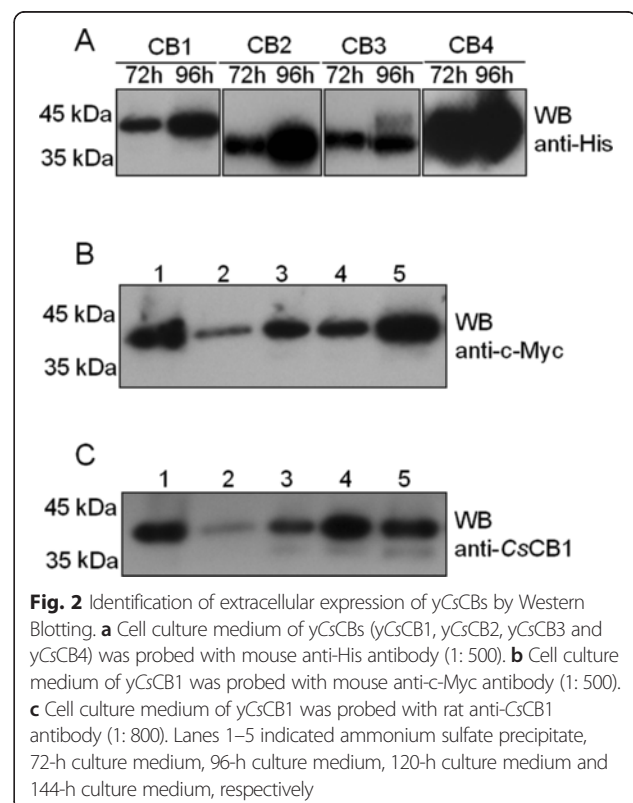 A
CB1 CB2 CB3 CB4
72h 96h 72h 96h 72h 96h 72h 96h
45 kDa
35 kDa
WB
anti-His
B
1 2 3 4 5
45 kDa
35 kDa
WB
anti-c-Myc
C
1 2 3 4 5
45 kDa
35 kDa
WB
anti-CsCB1
Fig. 2 Identification of extracellular expression of yCsCBs by Western
Blotting. a Cell culture medium of yCsCBs (yCsCB1, yCsCB2, yCsCB3 and
yCsCB4) was probed with mouse anti-His antibody (1: 500). b Cell culture
medium of yCsCB1 was probed with mouse anti-c-Myc antibody (1: 500).
c Cell culture medium of yCsCB1 was probed with rat anti-CsCB1
antibody (1: 800). Lanes 1–5 indicated ammonium sulfate precipitate,
72-h culture medium, 96-h culture medium, 120-h culture medium and
144-h culture medium, respectively